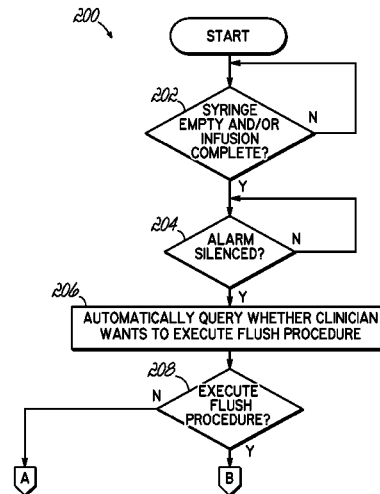 200
START
202
SYRINGE
EMPTY AND/OR
INFUSION
COMPLETE?
N
Y
204
ALARM
SILENCED?
N
Y
206
AUTOMATICALLY QUERY WHETHER CLINICIAN
WANTS TO EXECUTE FLUSH PROCEDURE
208
EXECUTE
FLUSH
PROCEDURE?
N
Y
A
B